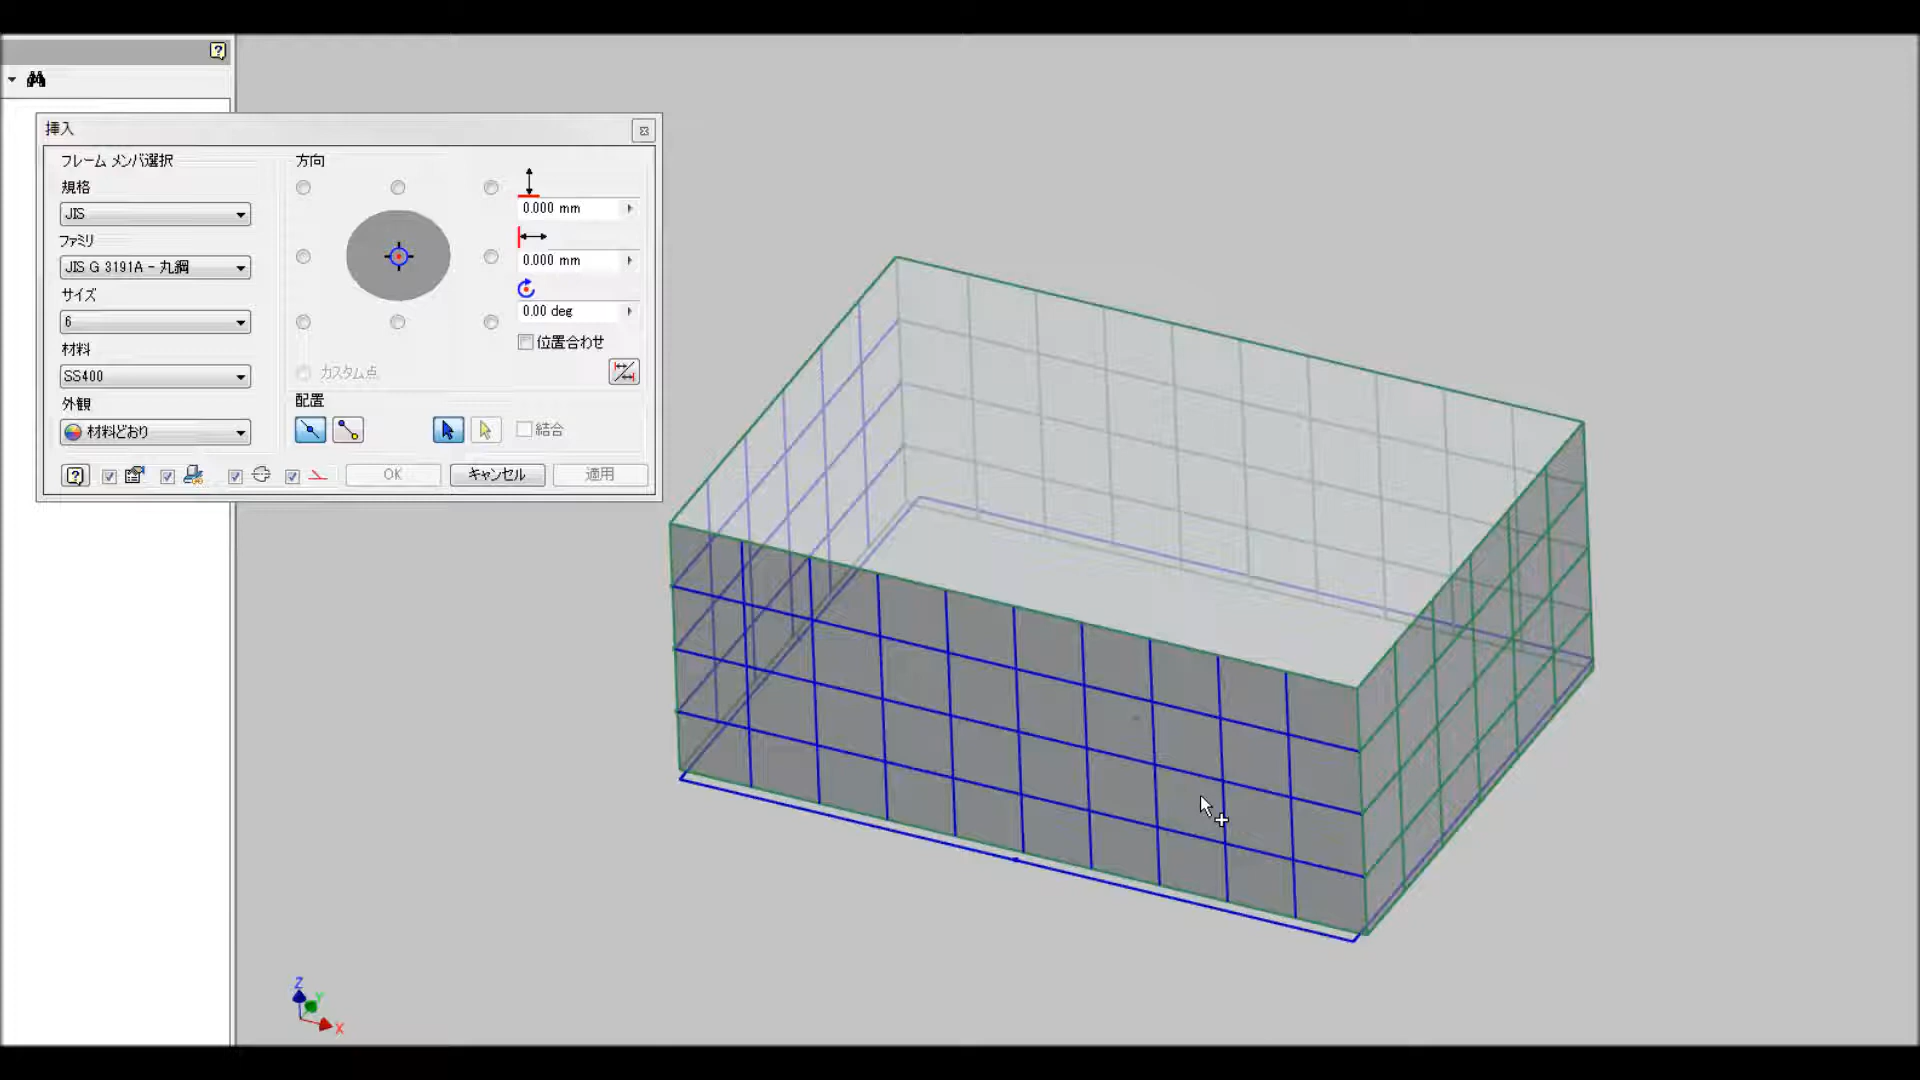 挿入
フレーム メンバ選択
規格
JIS
ファミリ
JIS G 3191A - 丸鋼
サイズ
6
材料
SS400
外観
材料どおり
方向
0.000 mm
0.000 mm
0.00 deg
位置合わせ
カスタム点
配置
結合
OK
キャンセル
適用
Z
Y
X